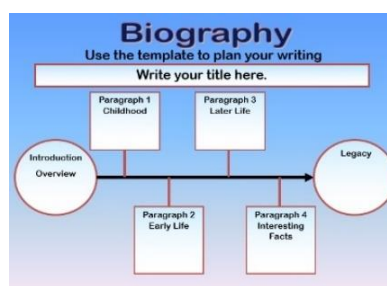 Biography
Use the template to plan your writing
Write your title here.
Paragraph 1
Childhood
Paragraph 3
Later Life
Introduction
Overview
Legacy
Paragraph 2
Early Life
Paragraph 4
Interesting
Facts